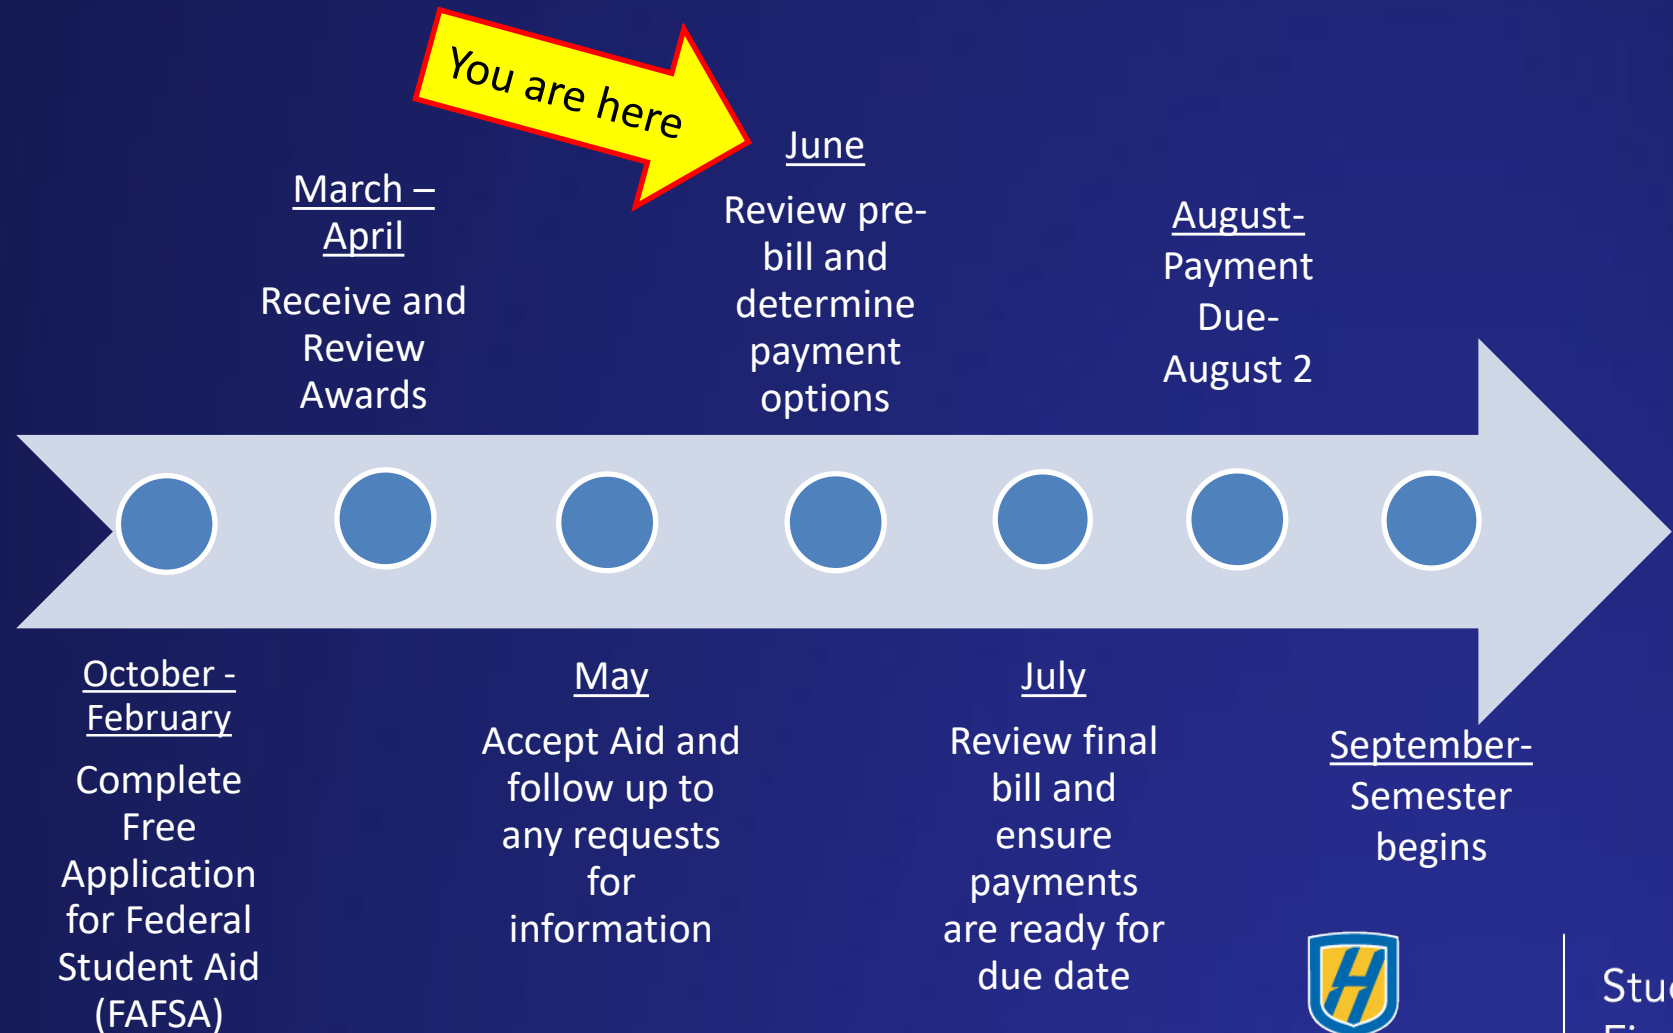 You are here
March –
April
Receive and
Review
Awards
June
Review pre-
bill and
determine
payment
options
August-
Payment
Due-
August 2
October -
February
Complete
Free
Application
for Federal
Student Aid
(FAFSA)
May
Accept Aid and
follow up to
any requests
for
information
July
Review final
bill and
ensure
payments
are ready for
due date
September-
Semester
begins
H